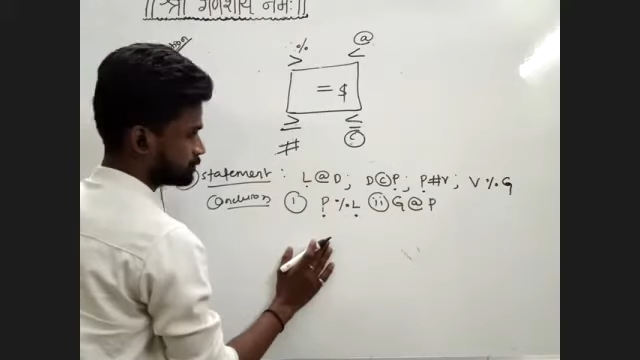 || श्री गणेशाय नमः ||
% @
> <
= $
≥ ≤
# ©
Statement : L @ D ; D © P ; P # V ; V % G
Conclusion (i) P % L (ii) G @ P